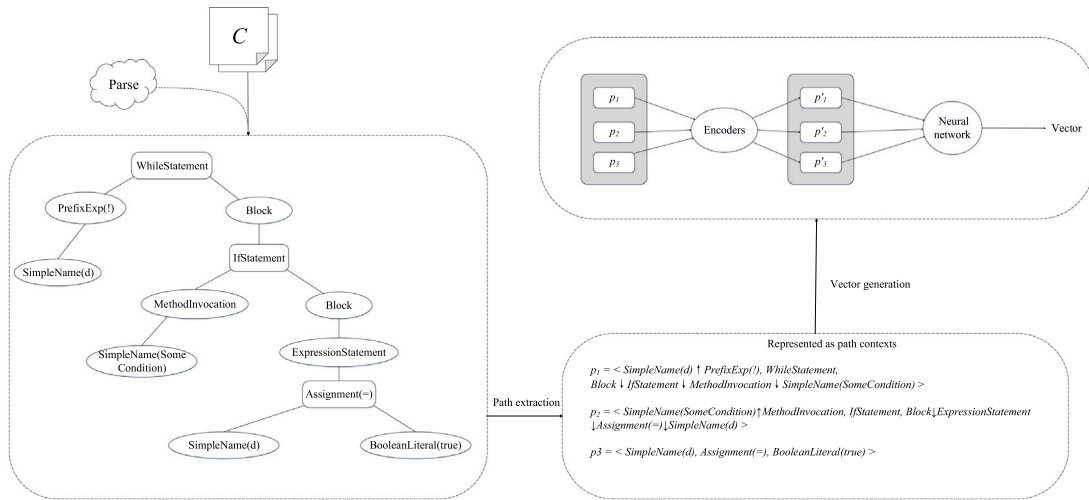 C
Parse
WhileStatement
PrefixExp(!)
Block
SimpleName(d)
IfStatement
MethodInvocation
Block
SimpleName(Some
Condition)
ExpressionStatement
Assignment(=)
SimpleName(d)
BooleanLiteral(true)
Path extraction
Represented as path contexts
p1 = < SimpleName(d) ↑ PrefixExp(!), WhileStatement,
Block ↓ IfStatement ↓ MethodInvocation ↓ SimpleName(SomeCondition) >
p2 = < SimpleName(SomeCondition)↑MethodInvocation, IfStatement, Block↓ExpressionStatement
↓Assignment(=)↓SimpleName(d) >
p3 = < SimpleName(d), Assignment(=), BooleanLiteral(true) >
Vector generation
p1
p2
p3
Encoders
p'1
p'2
p'3
Neural
network
Vector